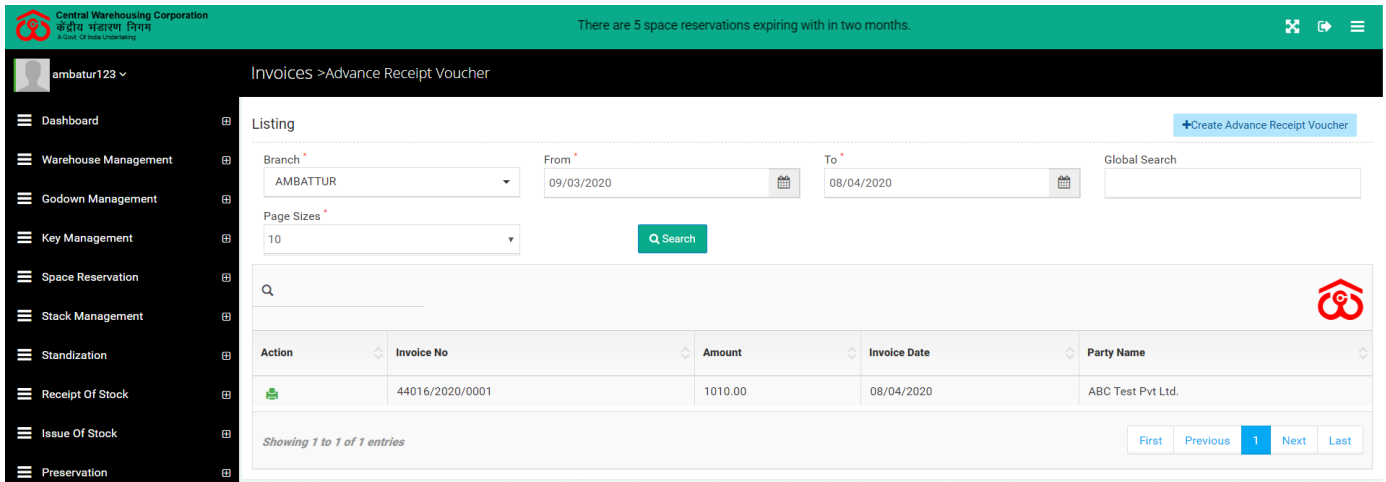 Central Warehousing Corporation
केंद्रीय भंडारण निगम
A Govt. Of India Undertaking
There are 5 space reservations expiring with in two months.
ambatur123
Invoices >Advance Receipt Voucher
Dashboard
Warehouse Management
Godown Management
Key Management
Space Reservation
Stack Management
Standization
Receipt Of Stock
Issue Of Stock
Preservation
Listing
+Create Advance Receipt Voucher
Branch * From * To * Global Search
AMBATTUR 09/03/2020 08/04/2020
Page Sizes *
10 Search
Action Invoice No Amount Invoice Date Party Name
44016/2020/0001 1010.00 08/04/2020 ABC Test Pvt Ltd.
Showing 1 to 1 of 1 entries First Previous 1 Next Last